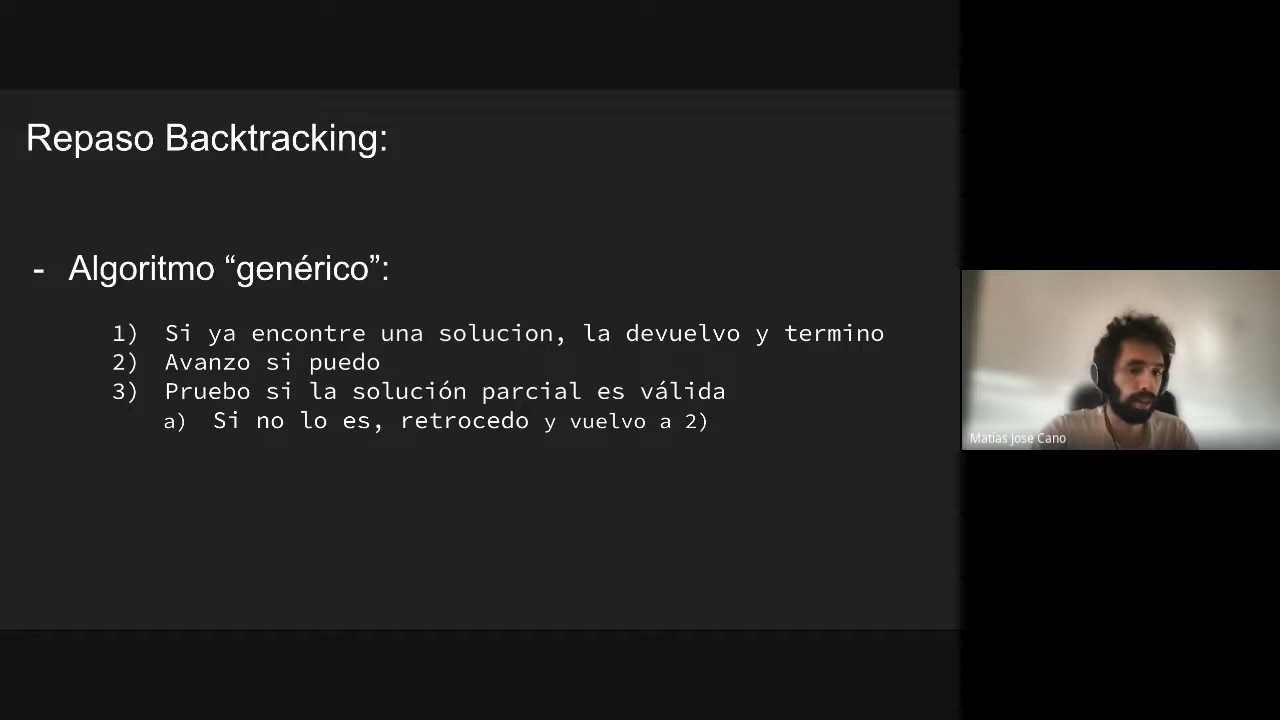 Repaso Backtracking:
- Algoritmo “genérico”:
1) Si ya encontre una solucion, la devuelvo y termino
2) Avanzo si puedo
3) Pruebo si la solución parcial es válida
a) Si no lo es, retrocedo y vuelvo a 2)
Matías Jose Cano